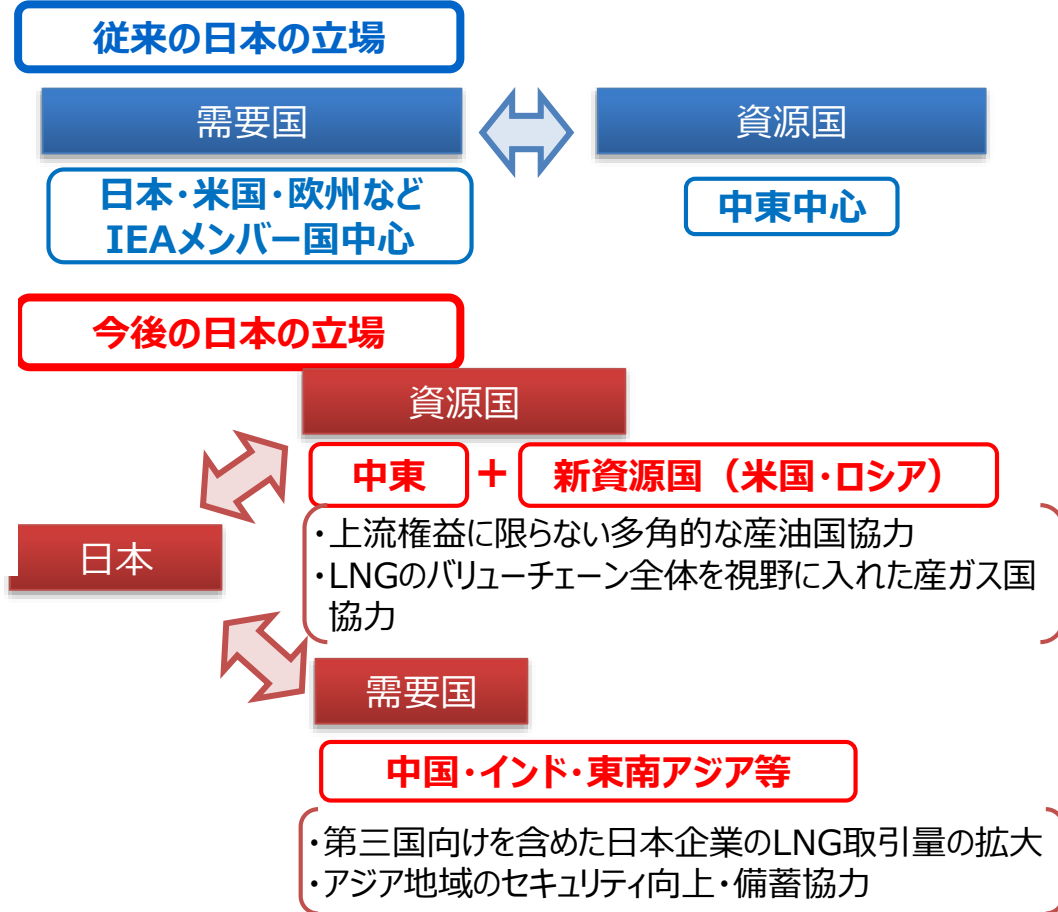 従来の日本の立場
需要国
資源国
日本・米国・欧州など
IEAメンバー国中心
中東中心
今後の日本の立場
資源国
中東
+
新資源国（米国・ロシア）
・上流権益に限らない多角的な産油国協力
・LNGのバリューチェーン全体を視野に入れた産ガス国
協力
日本
需要国
中国・インド・東南アジア等
・第三国向けを含めた日本企業のLNG取引量の拡大
・アジア地域のセキュリティ向上・備蓄協力